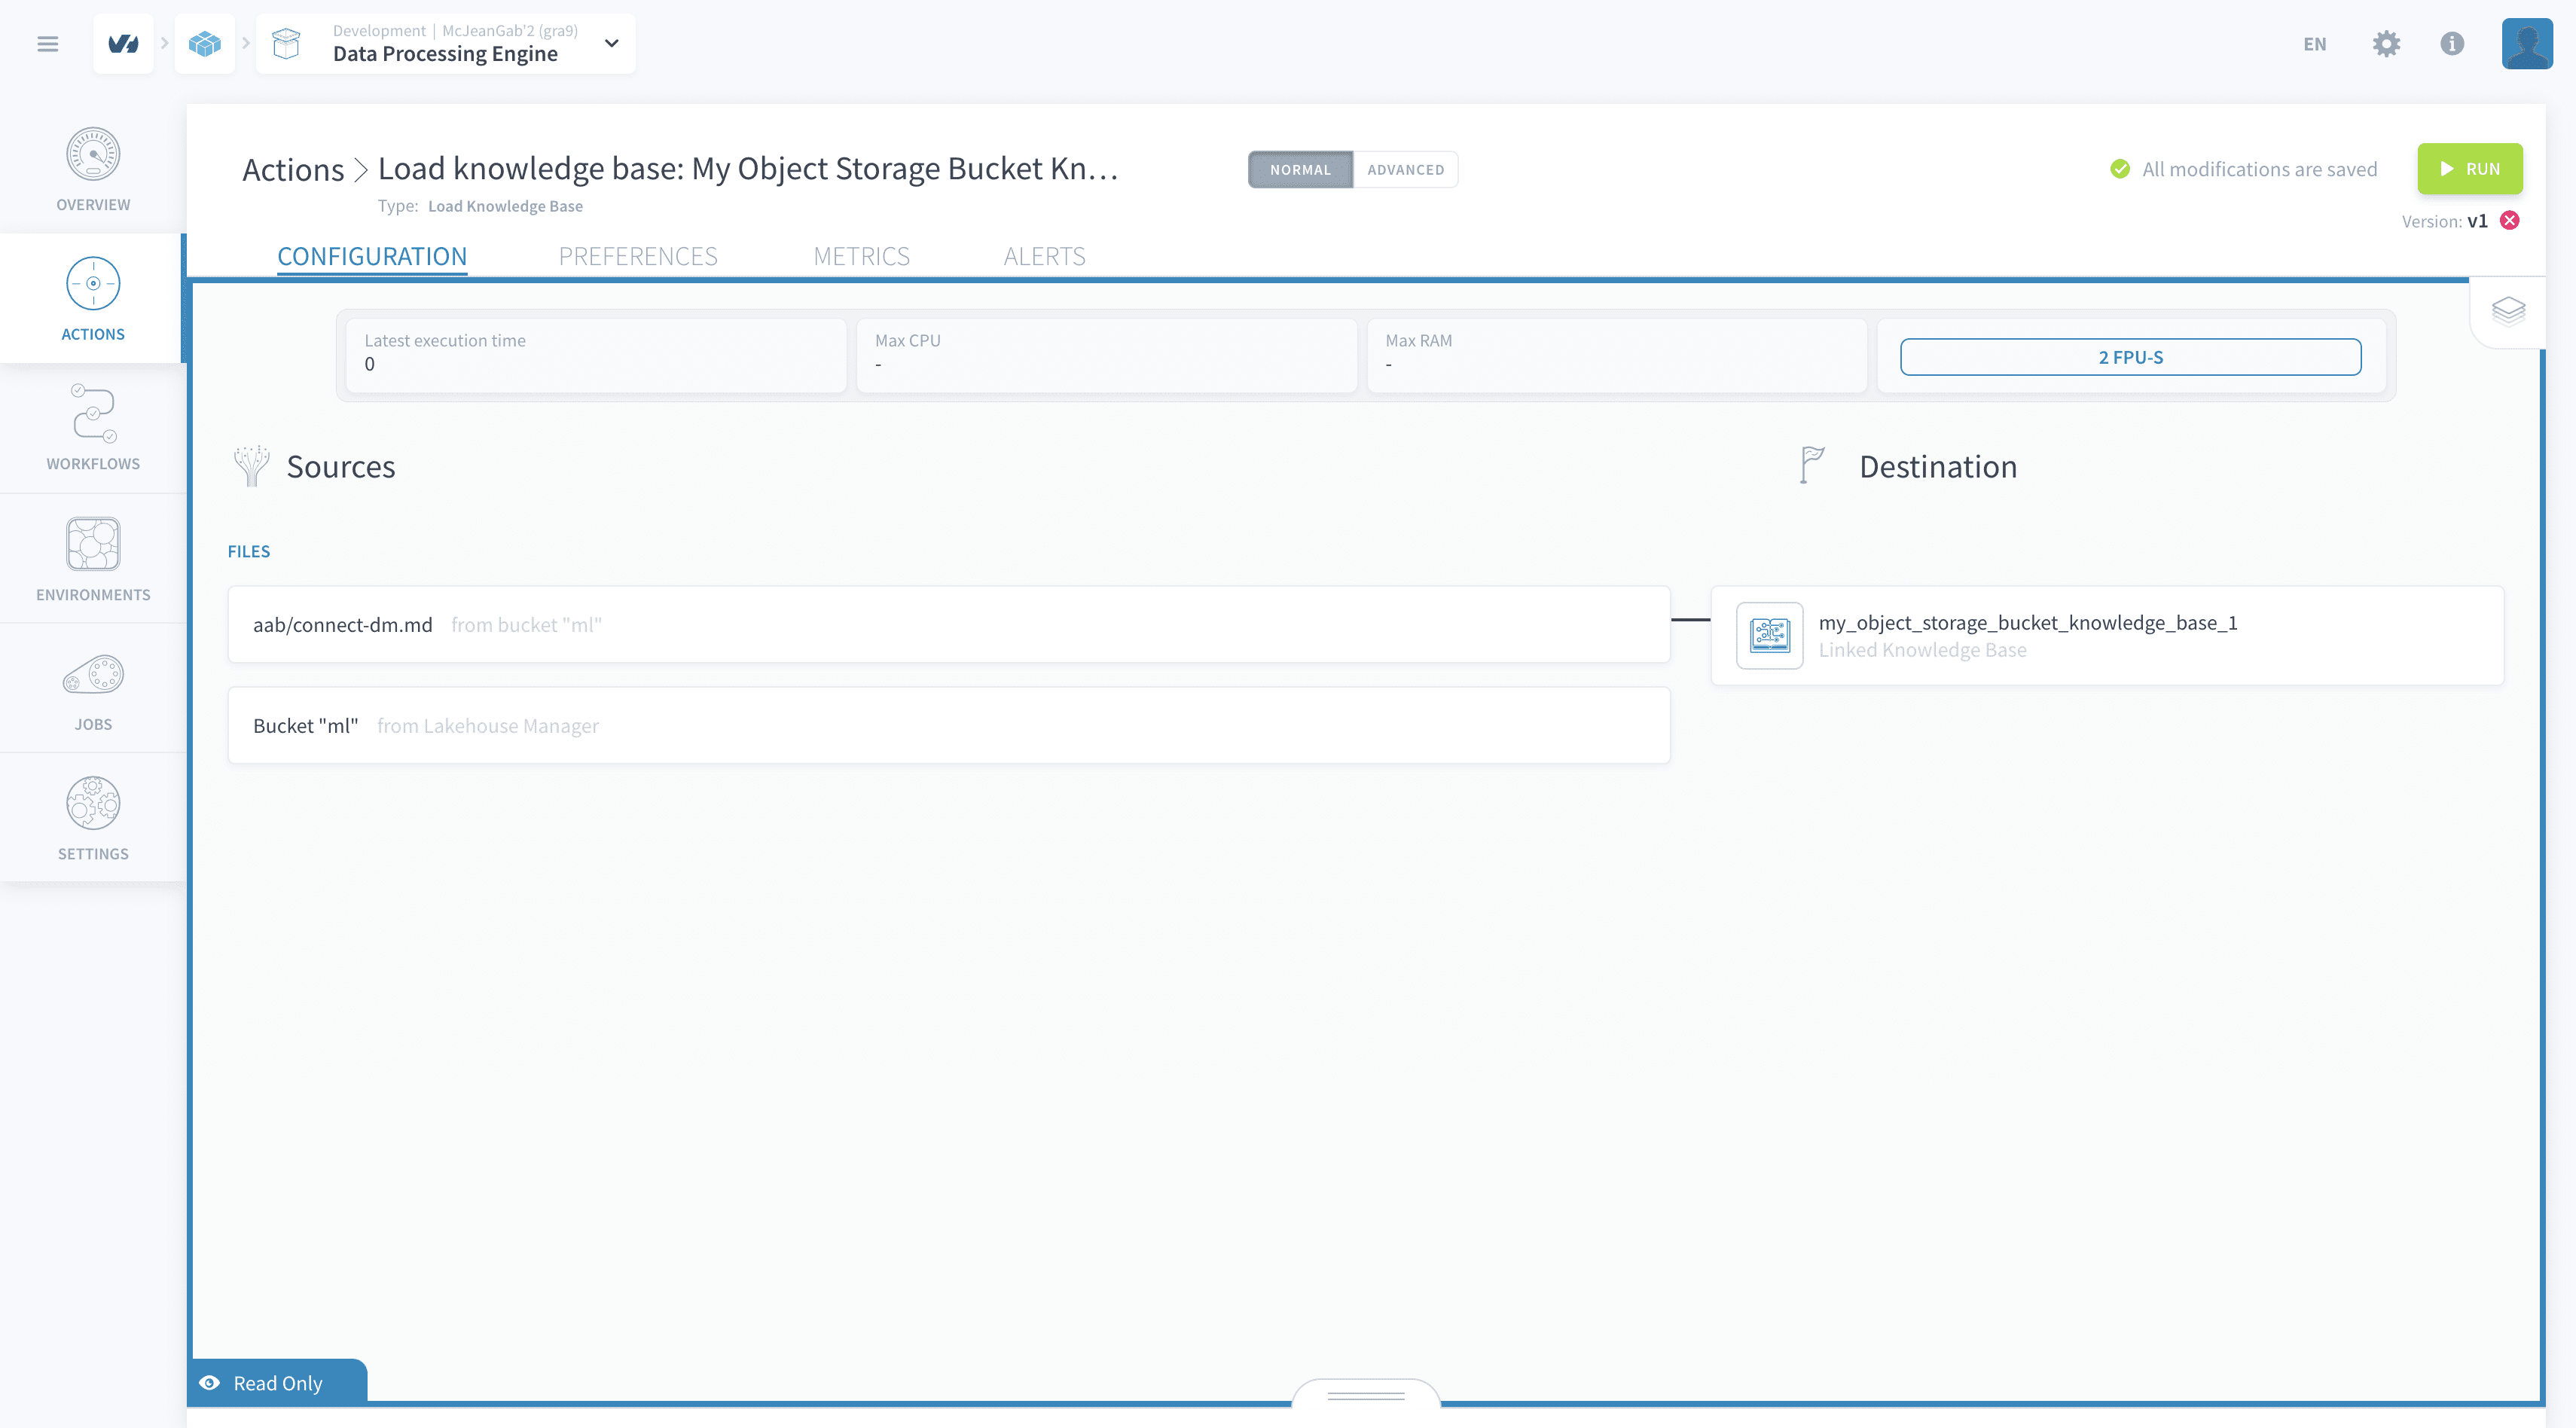 Development | McJeanGab'2 (gra9)
Data Processing Engine
EN
OVERVIEW
ACTIONS
WORKFLOWS
ENVIRONMENTS
JOBS
SETTINGS
Actions > Load knowledge base: My Object Storage Bucket Kn...
Type: Load Knowledge Base
NORMAL ADVANCED
All modifications are saved
RUN
Version: v1
CONFIGURATION PREFERENCES METRICS ALERTS
Latest execution time
0
Max CPU
-
Max RAM
-
2 FPU-S
Sources
Destination
FILES
aab/connect-dm.md from bucket "ml"
my_object_storage_bucket_knowledge_base_1
Linked Knowledge Base
Bucket "ml" from Lakehouse Manager
Read Only